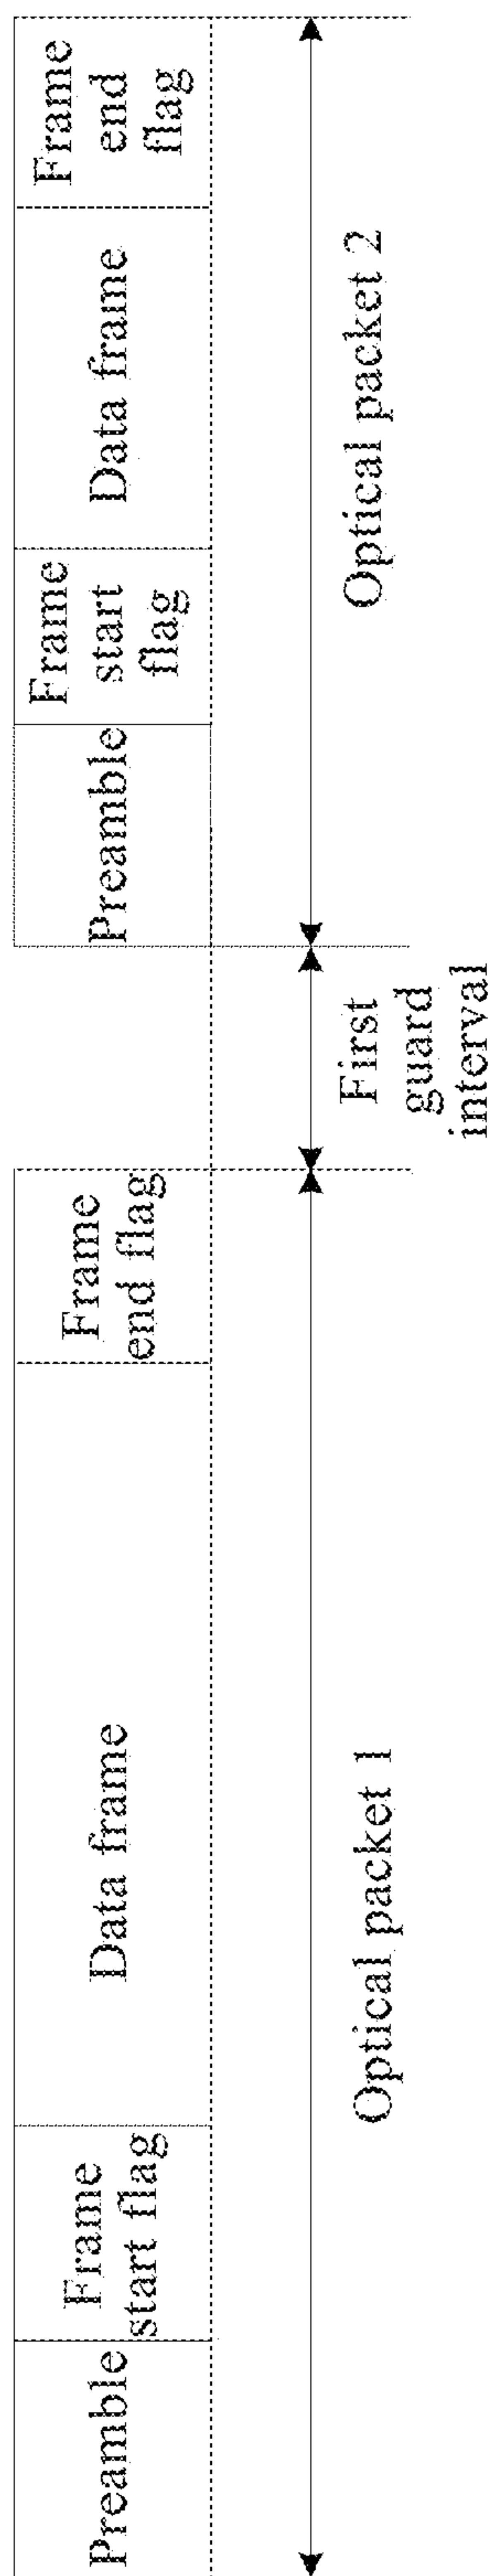 Preamble
Frame
start flag
Data frame
Frame
end flag
Preamble
Frame
start
flag
Data frame
Frame
end
flag
Optical packet 1
First
guard
interval
Optical packet 2